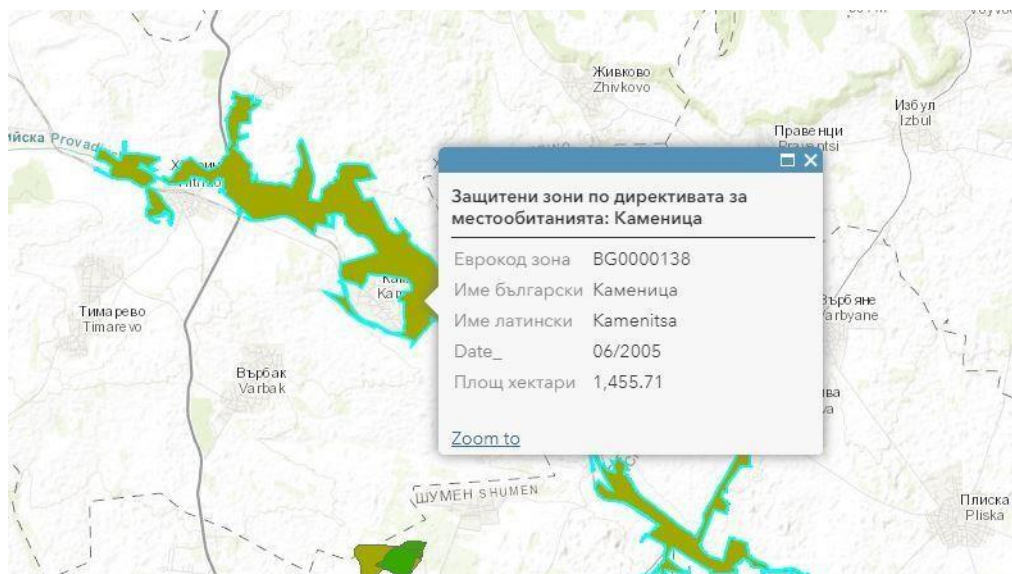 Живково
Zhivkovo
Избул
Izbul
Правенци
Provad
Защитени зони по директивата за
местообитанията: Каменица
Еврокод зона BG0000138
Име български Каменица
Име латински Kamenitsa
Date_ 06/2005
Площ хектари 1,455.71
Zoom to
Тимарево
Timarevo
Върбак
Varbak
ШУМЕН SHUMEN
Плиска
Pliska